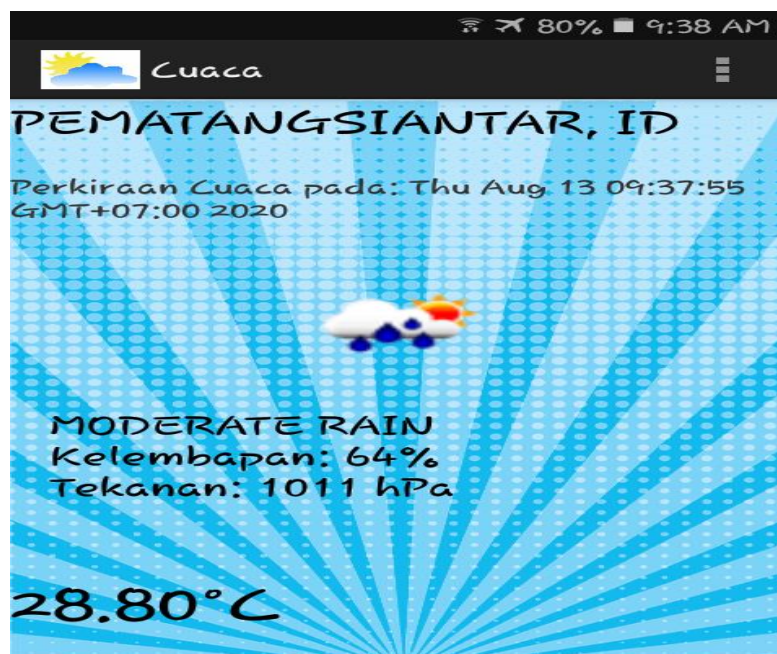 80% 9:38 AM
Cuaca
PEMATANGSIANTAR, ID
Perkiraan Cuaca pada: Thu Aug 13 09:37:55
GMT+07:00 2020
MODERATE RAIN
Kelembapan: 64%
Tekanan: 1011 hPa
28.80°C